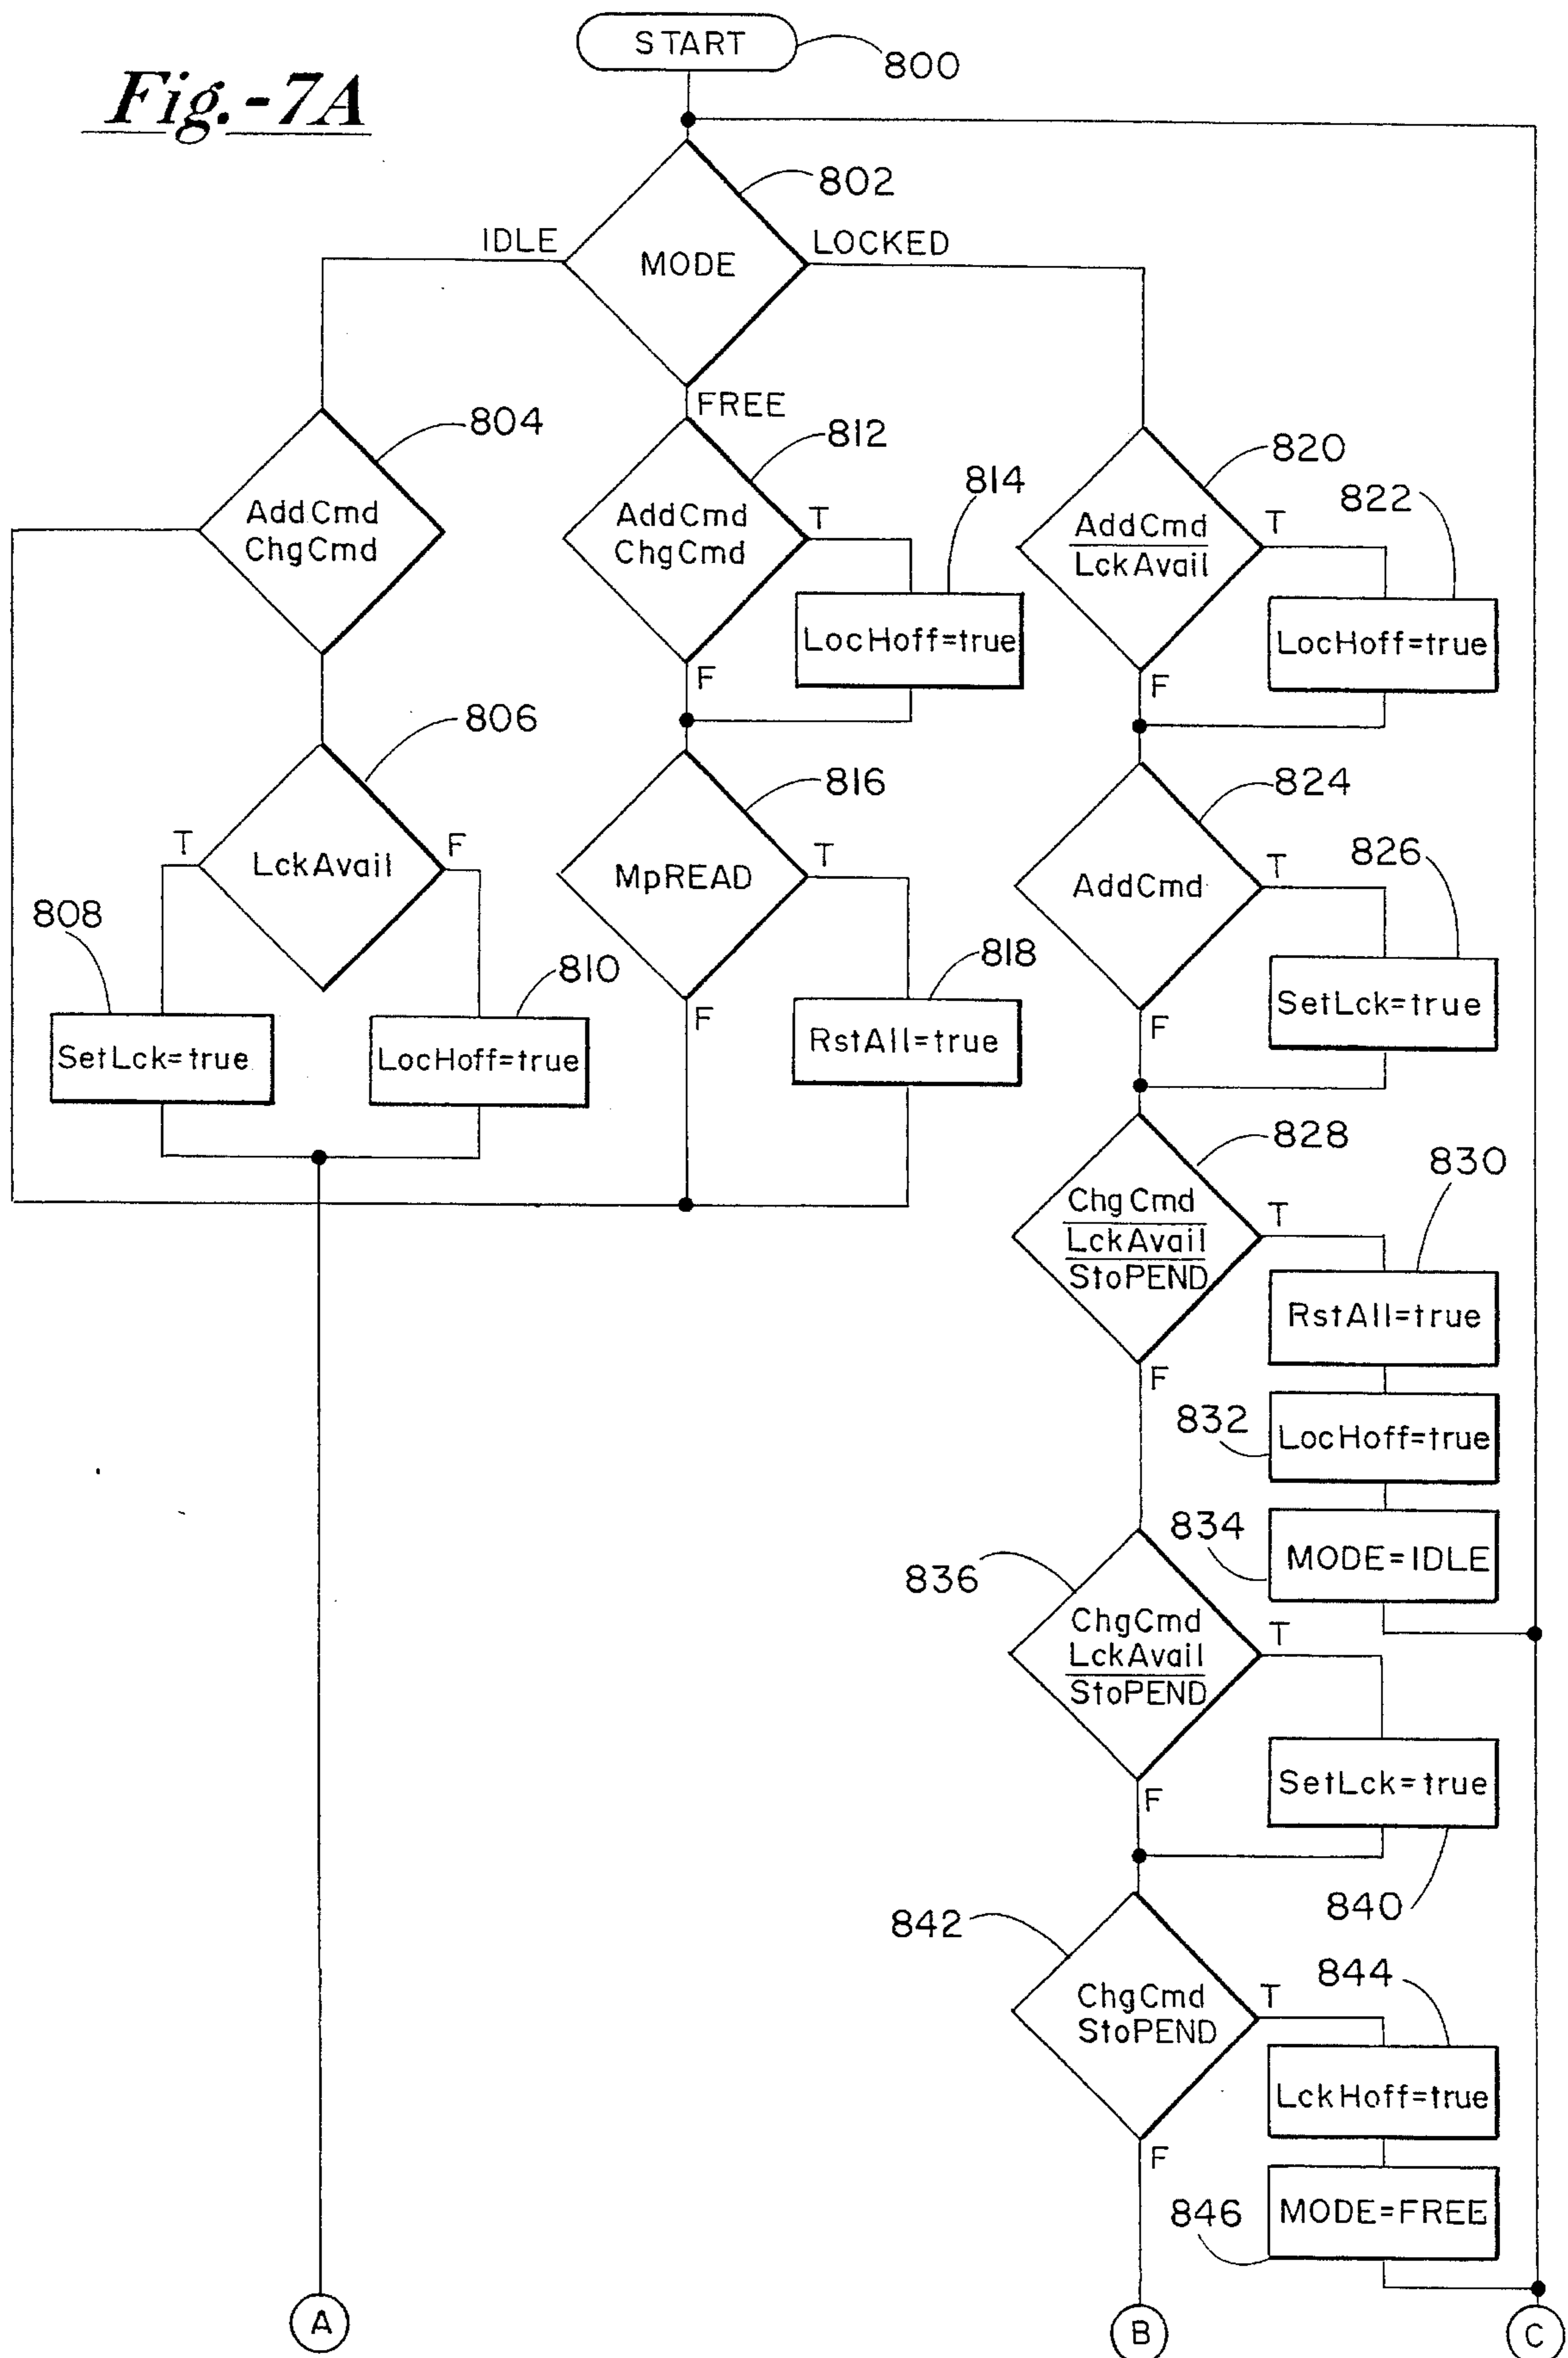 Fig.-7A
START
800
802
IDLE
MODE
LOCKED
FREE
804
AddCmd
ChgCmd
812
AddCmd
ChgCmd
T
814
LocHoff=true
F
820
AddCmd
LckAvail
T
822
LocHoff=true
F
806
T
LckAvail
F
808
SetLck=true
810
LocHoff=true
816
MpREAD
T
818
RstAll=true
F
824
AddCmd
T
826
SetLck=true
F
828
ChgCmd
LckAvail
StoPEND
T
830
RstAll=true
F
832
LocHoff=true
834
MODE=IDLE
836
ChgCmd
LckAvail
StoPEND
T
SetLck=true
F
840
842
ChgCmd
StoPEND
T
844
LckHoff=true
F
846
MODE=FREE
A
B
C